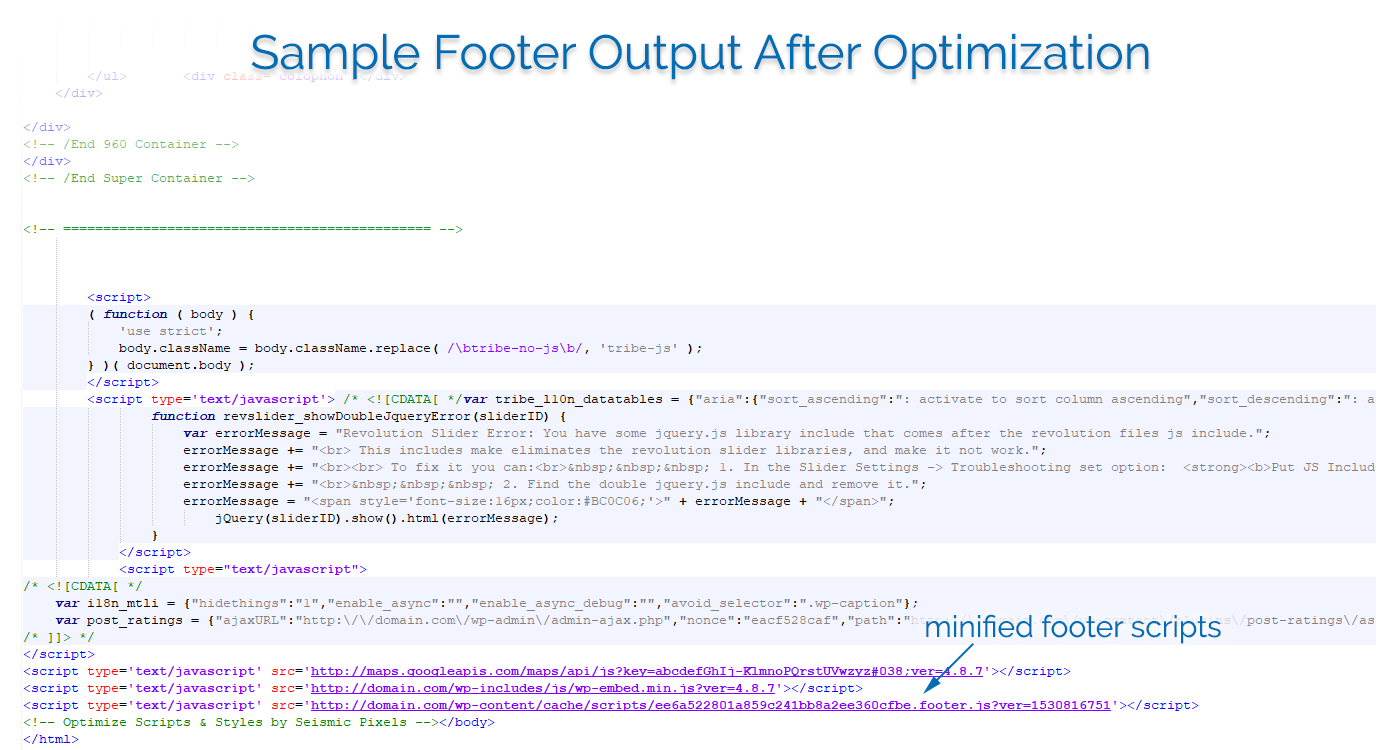 Sample Footer Output After Optimization
</ul> <div class="colophon"></div>
</div>
</div>
<!-- /End 960 Container -->
</div>
<!-- /End Super Container -->
<!-- ============================================== -->
<script>
( function ( body ) {
'use strict';
body.className = body.className.replace( /\btribe-no-js\b/, 'tribe-js' );
} )( document.body );
</script>
<script type='text/javascript'> /* <![CDATA[ */var tribe_l10n_datatables = {"aria":{"sort_ascending":": activate to sort column ascending","sort_descending":": a
function revslider_showDoubleJqueryError(sliderID) {
var errorMessage = "Revolution Slider Error: You have some jquery.js library include that comes after the revolution files js include.";
errorMessage += "<br> This includes make eliminates the revolution slider libraries, and make it not work.";
errorMessage += "<br><br> To fix it you can:<br>&nbsp;&nbsp;&nbsp; 1. In the Slider Settings -> Troubleshooting set option:  <strong><b>Put JS Includ
errorMessage += "<br>&nbsp;&nbsp;&nbsp; 2. Find the double jquery.js include and remove it.";
errorMessage = "<span style='font-size:16px;color:#BC0C06;'>" + errorMessage + "</span>";
jQuery(sliderID).show().html(errorMessage);
}
</script>
<script type="text/javascript">
/* <![CDATA[ */
var i18n_mtli = {"hidethings":"1","enable_async":"","enable_async_debug":"","avoid_selector":".wp-caption"};
var post_ratings = {"ajaxURL":"http:\/\/domain.com\/wp-admin\/admin-ajax.php","nonce":"eacf528caf","path":" \/post-ratings\/as
minified footer scripts
/* ]]> */
</script>
<script type='text/javascript' src='http://maps.googleapis.com/maps/api/js?key=abcdefGhIj-KlmnoPQrstUVwzyz#038;ver=4.8.7'></script>
<script type='text/javascript' src='http://domain.com/wp-includes/js/wp-embed.min.js?ver=4.8.7'></script>
<script type='text/javascript' src='http://domain.com/wp-content/cache/scripts/ee6a522801a859c241bb8a2ee360cfbe.footer.js?ver=1530816751'></script>
<!-- Optimize Scripts & Styles by Seismic Pixels --></body>
</html>